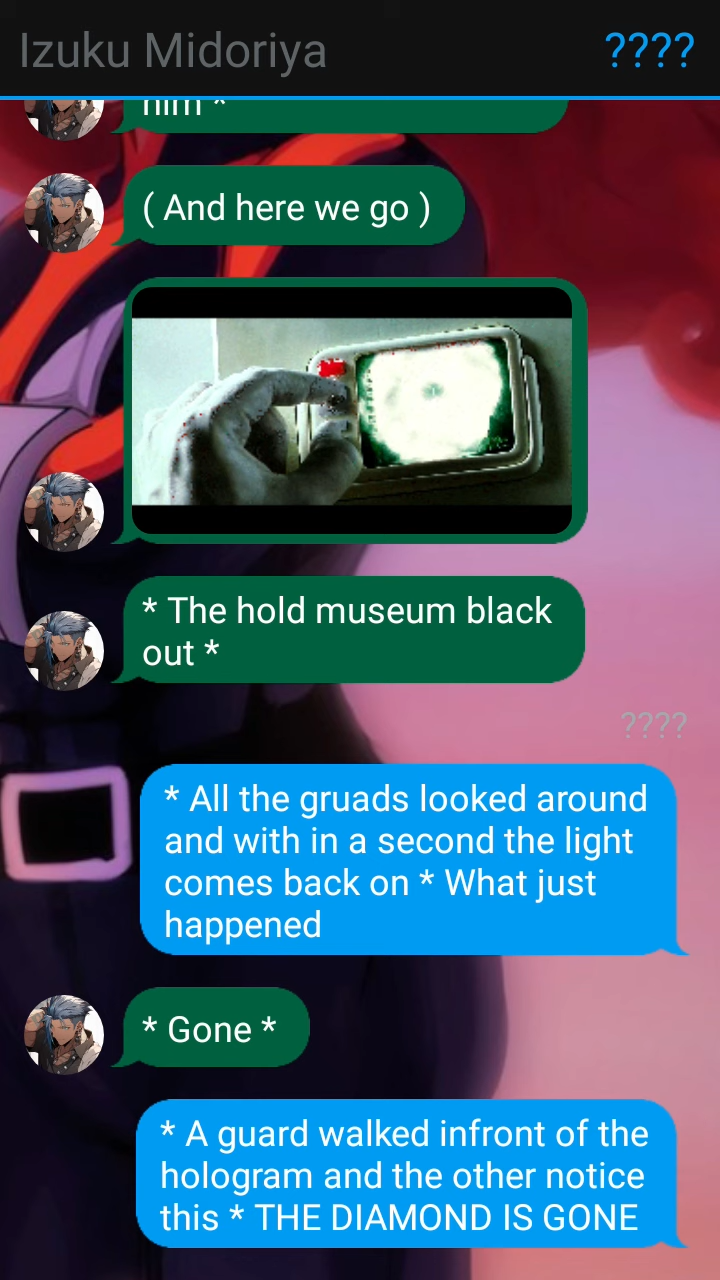 Izuku Midoriya
????
him *
( And here we go )
* The hold museum black
out *
????
* All the gruads looked around
and with in a second the light
comes back on * What just
happened
* Gone *
* A guard walked infront of the
hologram and the other notice
this * THE DIAMOND IS GONE